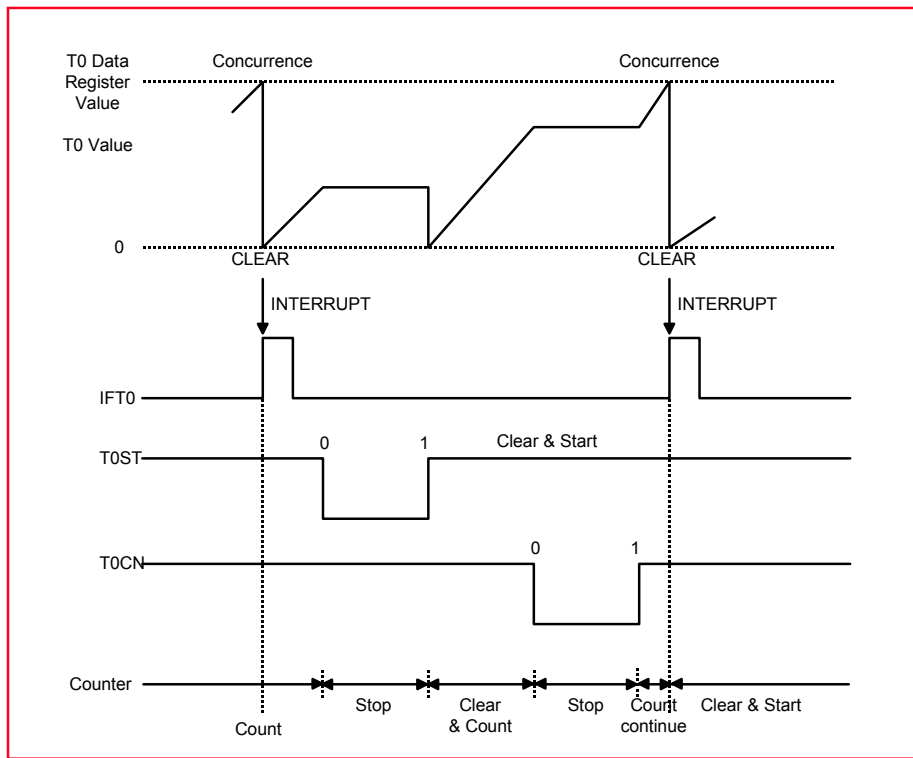 T0 Data
Register
Value
Concurrence
Concurrence
T0 Value
0
CLEAR
CLEAR
INTERRUPT
INTERRUPT
IFT0
0
1
Clear & Start
T0ST
0
1
T0CN
Counter
Stop
Clear
& Count
Stop
Count
continue
Clear & Start
Count